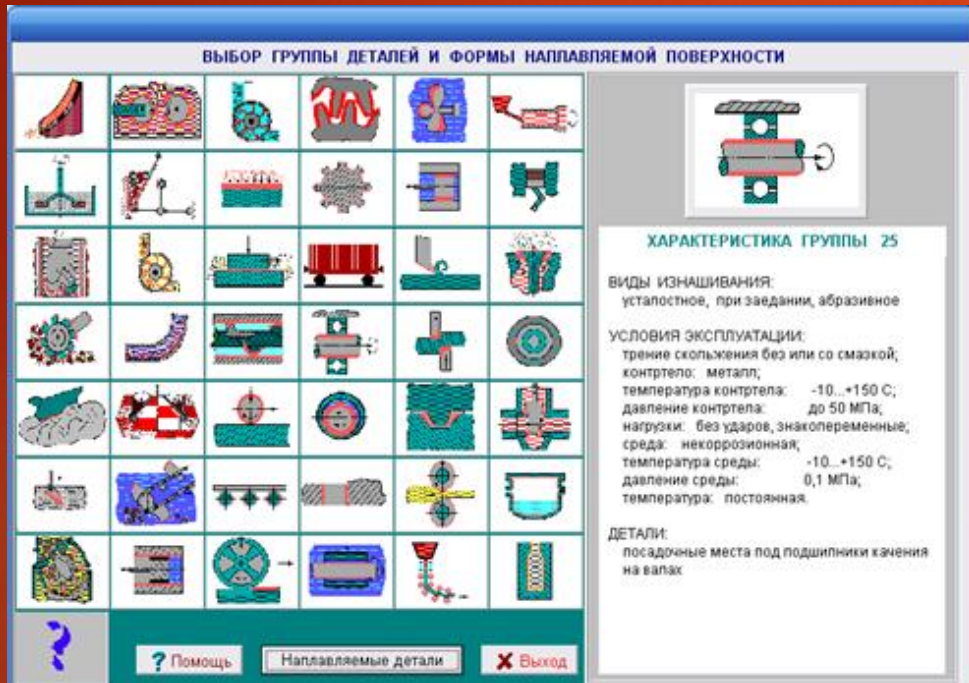 ВЫБОР ГРУППЫ ДЕТАЛЕЙ И ФОРМЫ НАПЛАВЛЯЕМОЙ ПОВЕРХНОСТИ
ХАРАКТЕРИСТИКА ГРУППЫ 25
ВИДЫ ИЗНАШИВАНИЯ:
усталостное, при заедании, абразивное
УСЛОВИЯ ЭКСПЛУАТАЦИИ:
трение скольжения без или со смазкой;
контртело: металл;
температура контртела: -10...+150 С;
давление контртела: до 50 МПа;
нагрузки: без ударов, знакопеременные;
среда: некоррозионная;
температура среды: -10...+150 С;
давление среды: 0,1 МПа;
температура: постоянная.
ДЕТАЛИ:
посадочные места под подшипники качения
на валах
? Помощь
Наплавляемые детали
Выход